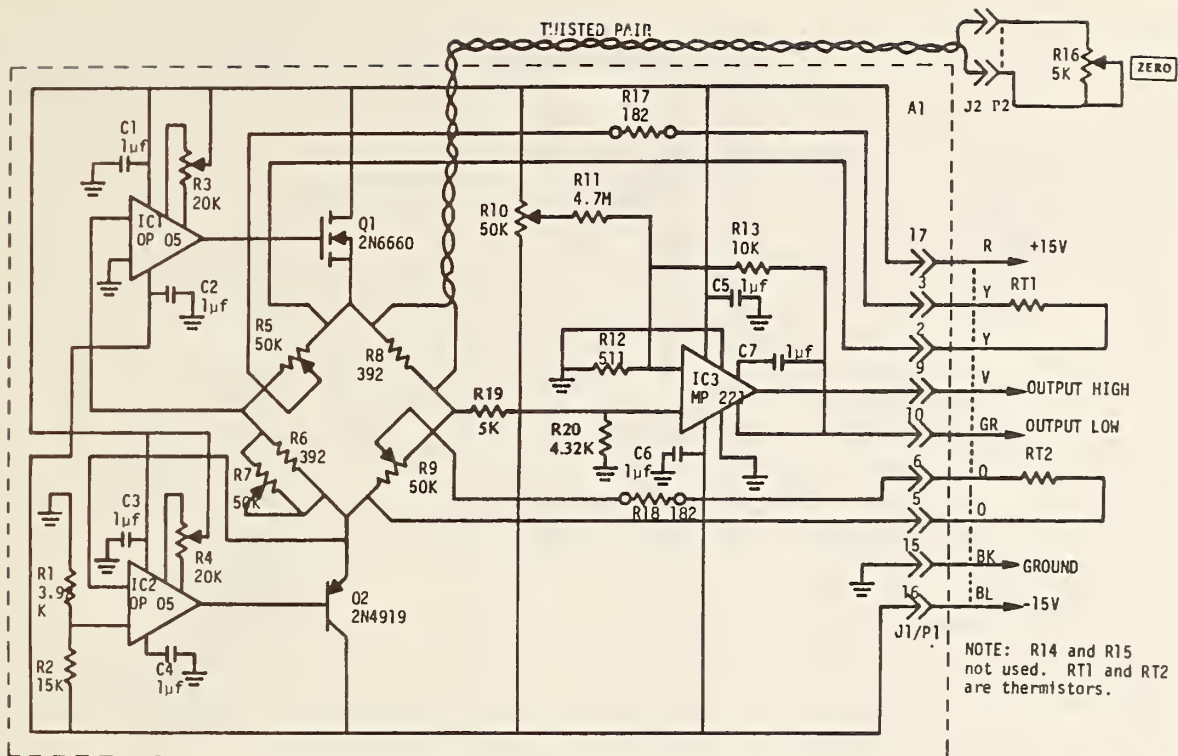 TWISTED PAIR
R16
5K
ZERO
J2 P2
A1
R17
182
C1
1µf
R3
20K
IC1
OP 05
Q1
2N6660
C2
1µf
R10
50K
R11
4.7M
R13
10K
C5 1µf
17
R
+15V
3
Y
RT1
2
Y
R5
50K
R8
392
R12
511
C7
1µf
IC3
MP 221
9
V
OUTPUT HIGH
10
GR
OUTPUT LOW
R19
5K
R20
4.32K
C6
1µf
R6
392
R7
50K
R9
50K
R18 182
6
O
RT2
5
O
15
BK
GROUND
16
BL
-15V
J1/P1
C3
1µf
R4
20K
R1
K
IC2
OP 05
Q2
2N4919
R2
15K
C4
1µf
NOTE: R14 and R15
not used. RT1 and RT2
are thermistors.